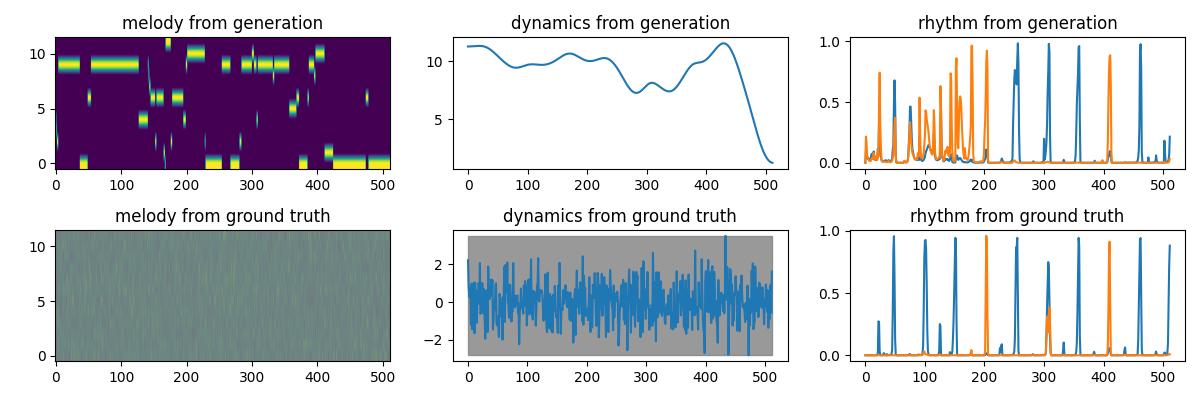 melody from generation
dynamics from generation
rhythm from generation
10
5
0
0 100 200 300 400 500
10
5
0 100 200 300 400 500
1.0
0.5
0.0
0 100 200 300 400 500
melody from ground truth
dynamics from ground truth
rhythm from ground truth
10
5
0
0 100 200 300 400 500
2
0
−2
0 100 200 300 400 500
1.0
0.5
0.0
0 100 200 300 400 500